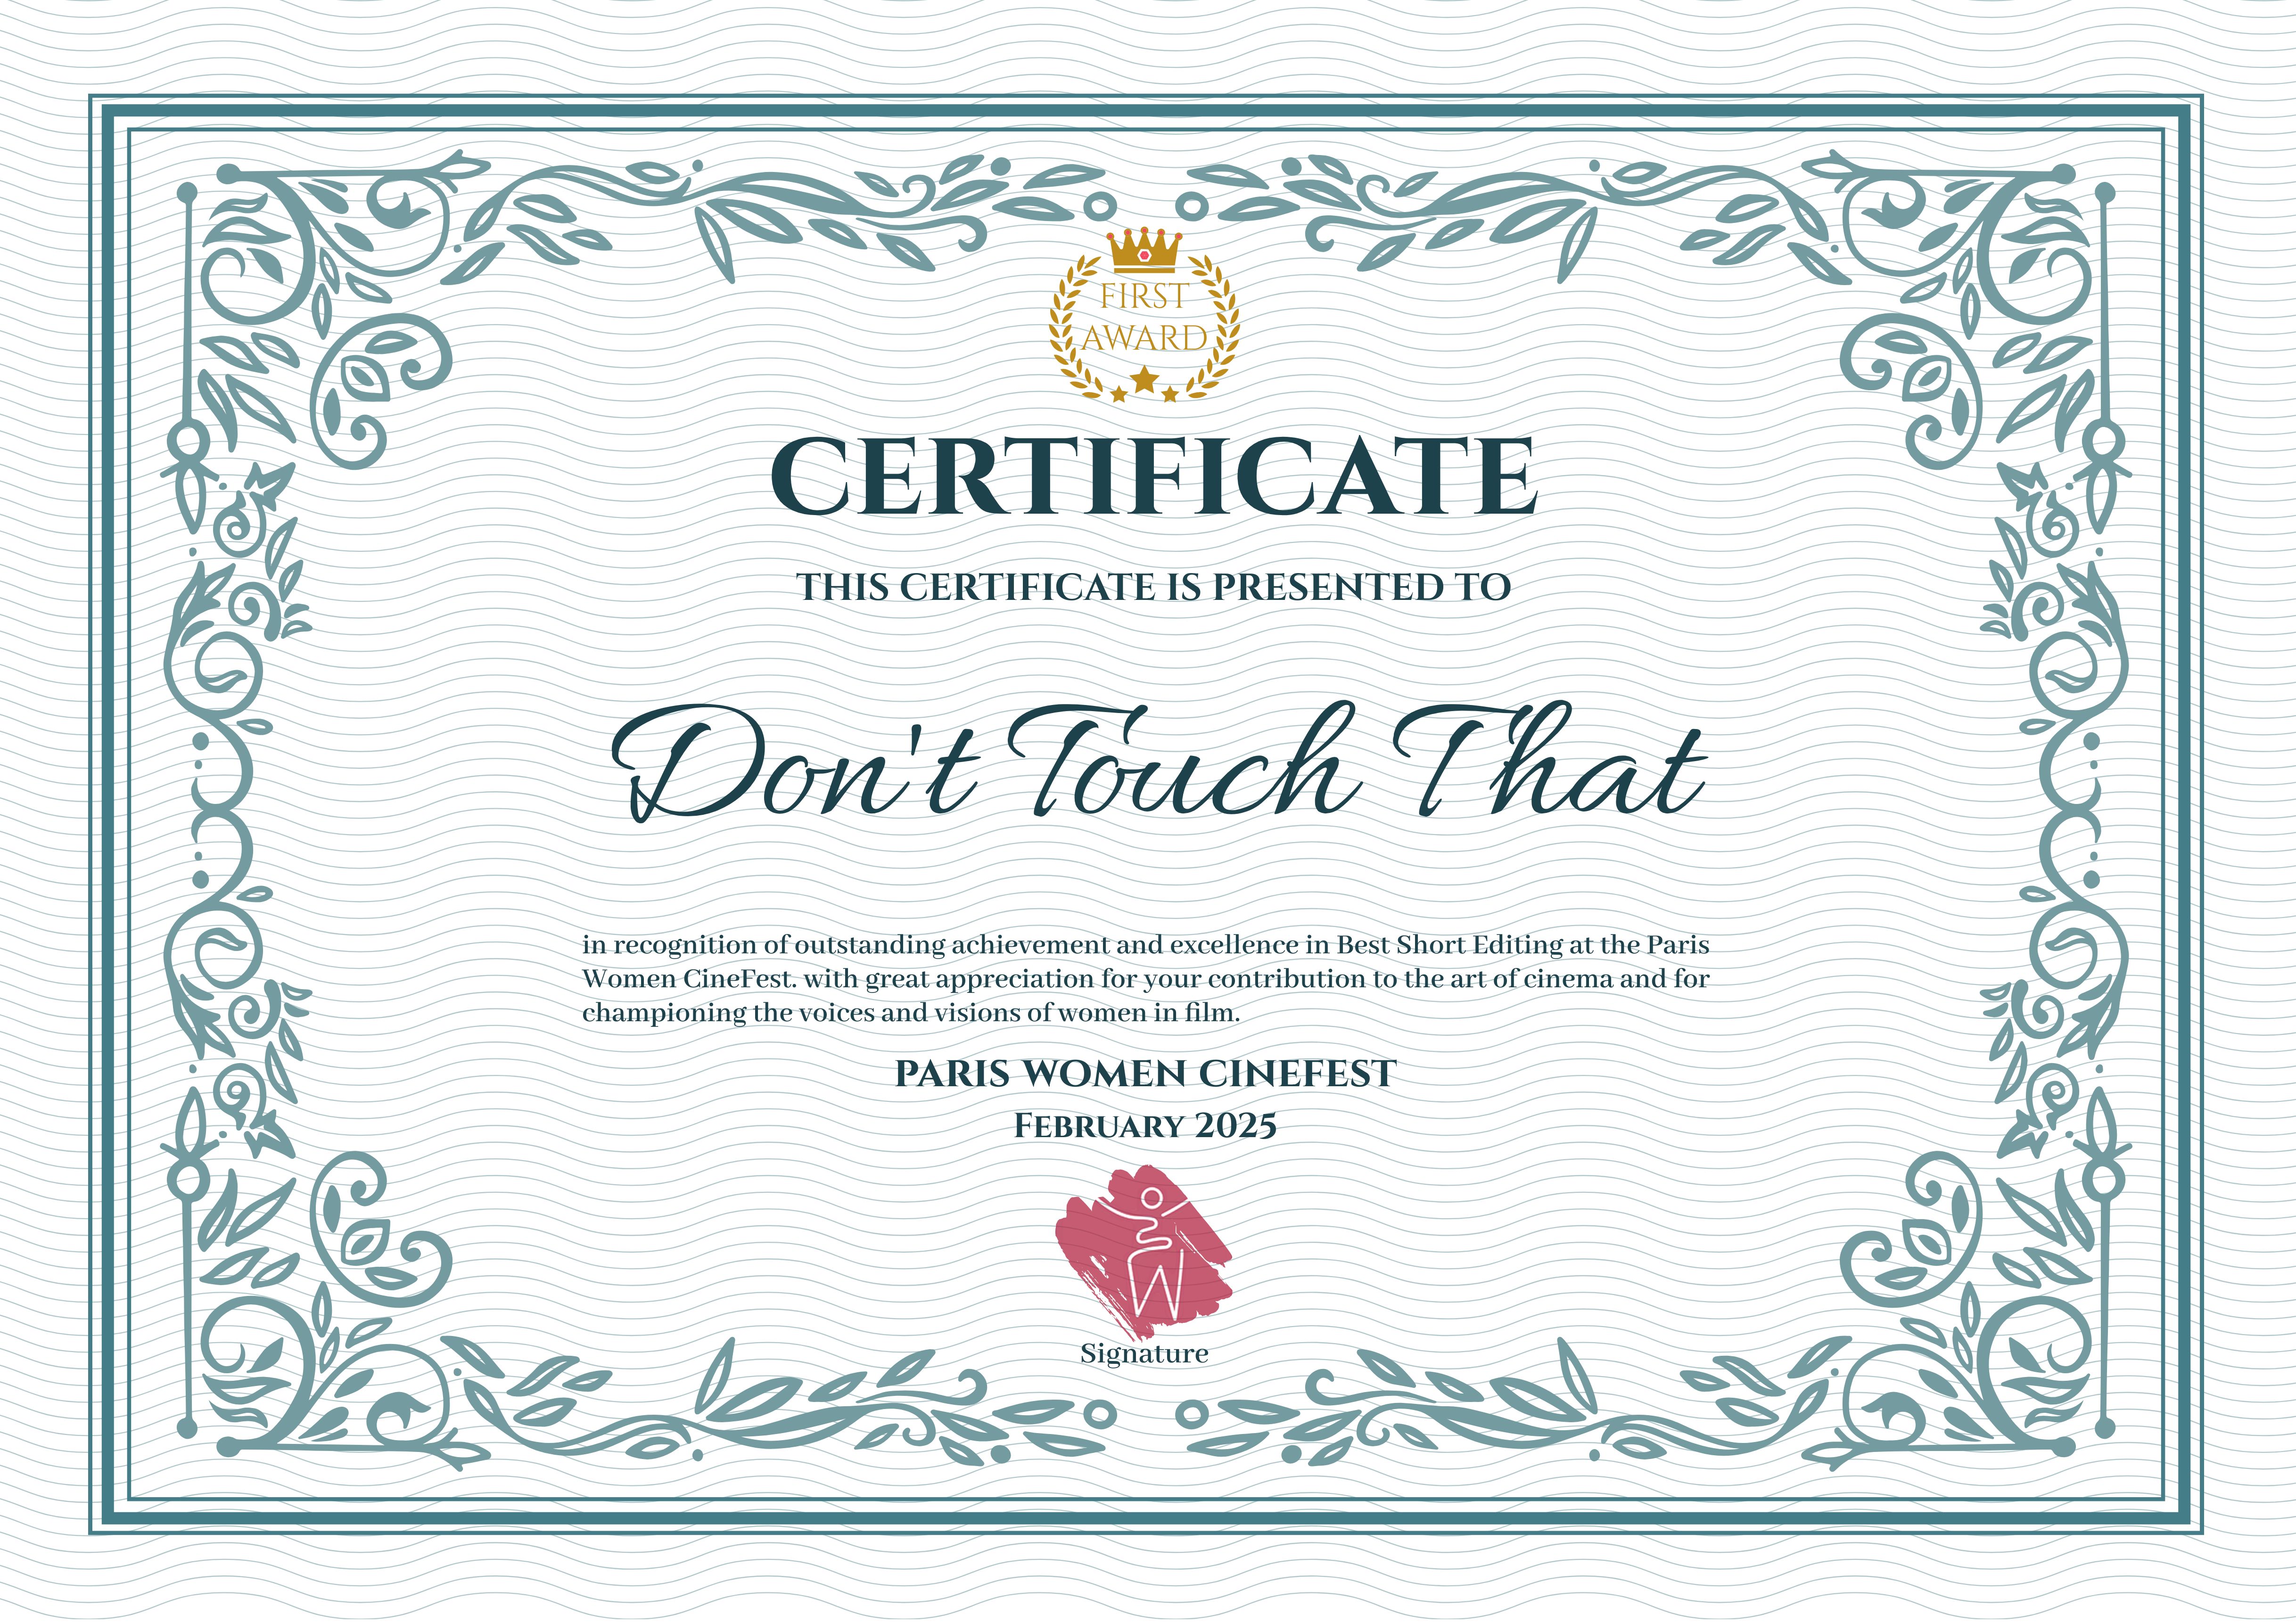 FIRST
AWARD
CERTIFICATE
THIS CERTIFICATE IS PRESENTED TO
Don't Touch That
in recognition of outstanding achievement and excellence in Best Short Editing at the Paris
Women CineFest. with great appreciation for your contribution to the art of cinema and for
championing the voices and visions of women in film.
PARIS WOMEN CINEFEST
FEBRUARY 2025
W
Signature